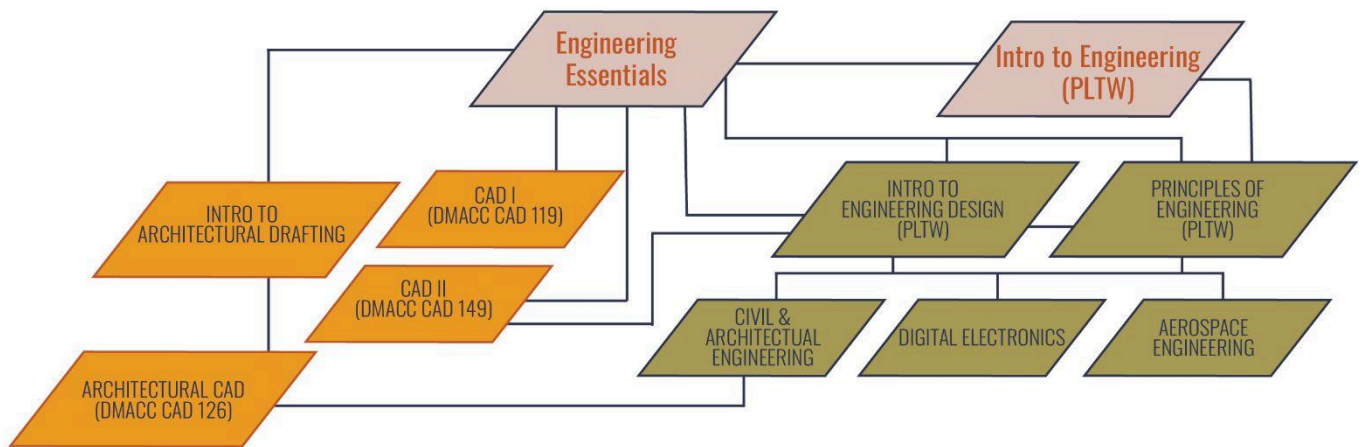 Engineering
Essentials
Intro to Engineering
(PLTW)
INTRO TO
ARCHITECTURAL DRAFTING
CAD I
(DMACC CAD 119)
INTRO TO
ENGINEERING DESIGN
(PLTW)
PRINCIPLES OF
ENGINEERING
(PLTW)
CAD II
(DMACC CAD 149)
CIVIL &
ARCHITECTUAL
ENGINEERING
DIGITAL ELECTRONICS
AEROSPACE
ENGINEERING
ARCHITECTURAL CAD
(DMACC CAD 126)